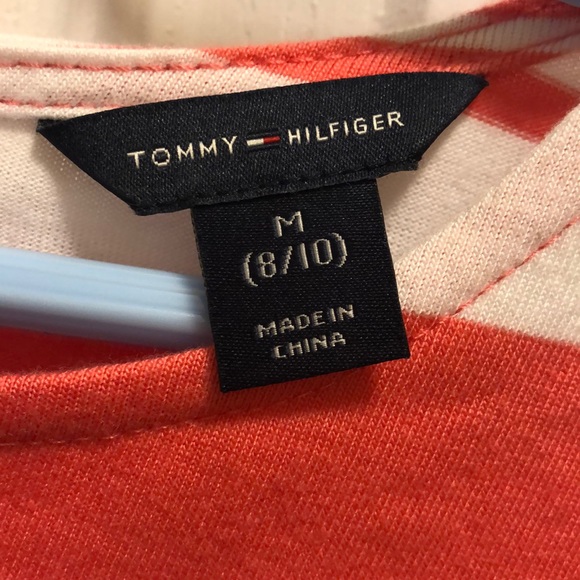 TOMMY HILFIGER
M
(8/10)
MADE IN
CHINA